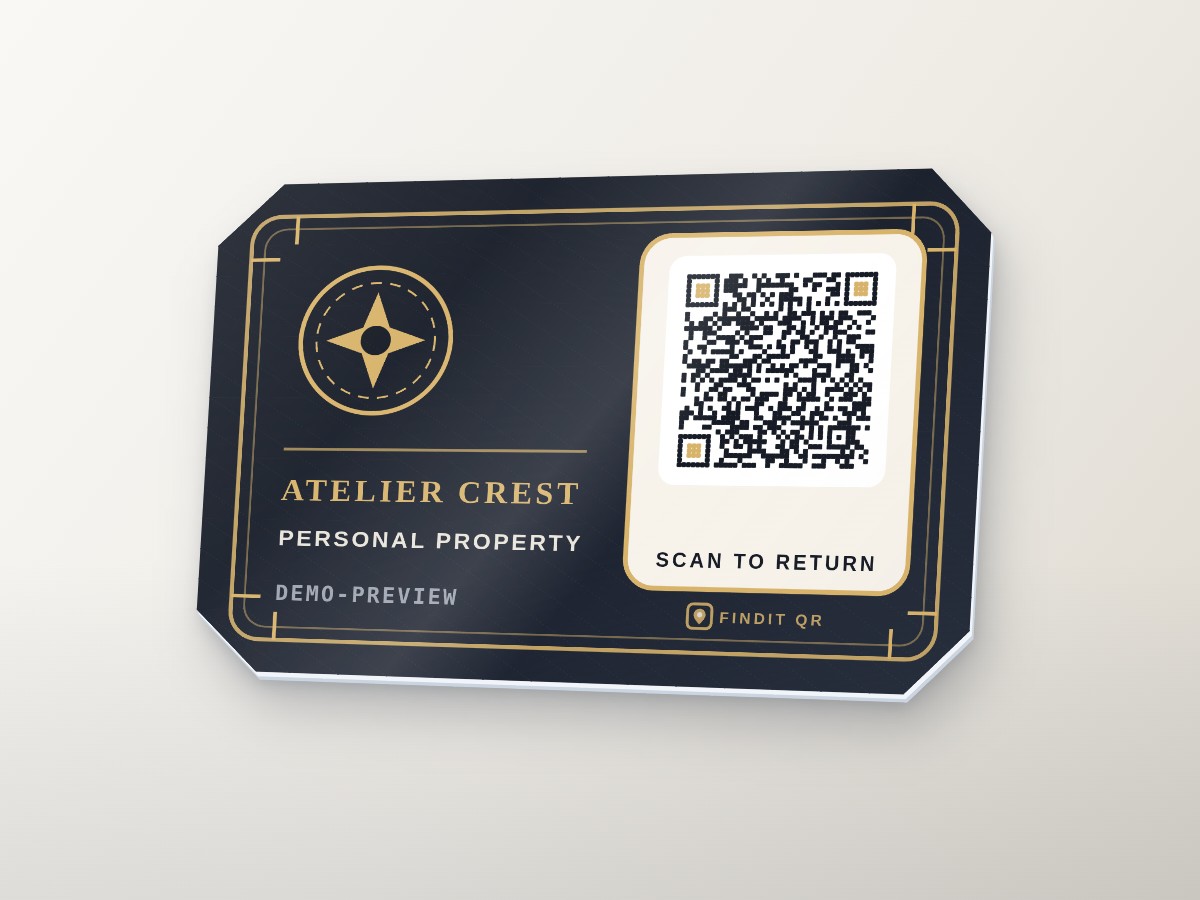 ATELIER CREST
PERSONAL PROPERTY
DEMO-PREVIEW
SCAN TO RETURN
FINDIT QR